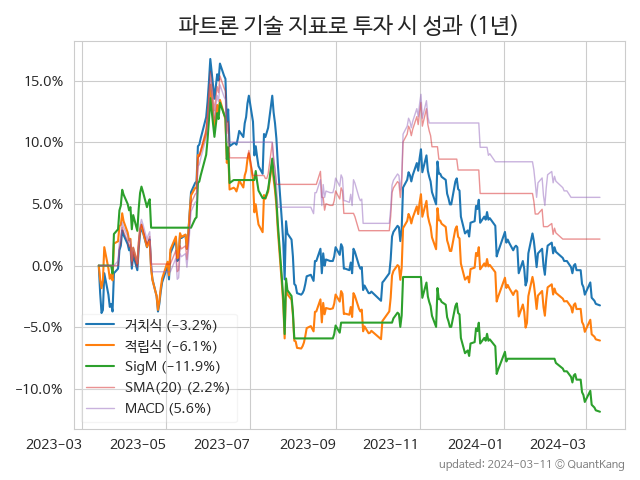 파트론 기술 지표로 투자 시 성과 (1년)
15.0%
10.0%
5.0%
0.0%
−5.0%
−10.0%
거치식 (−3.2%)
적립식 (−6.1%)
SigM (−11.9%)
SMA(20) (2.2%)
MACD (5.6%)
2023-03 2023-05 2023-07 2023-09 2023-11 2024-01 2024-03
updated: 2024-03-11 © QuantKang